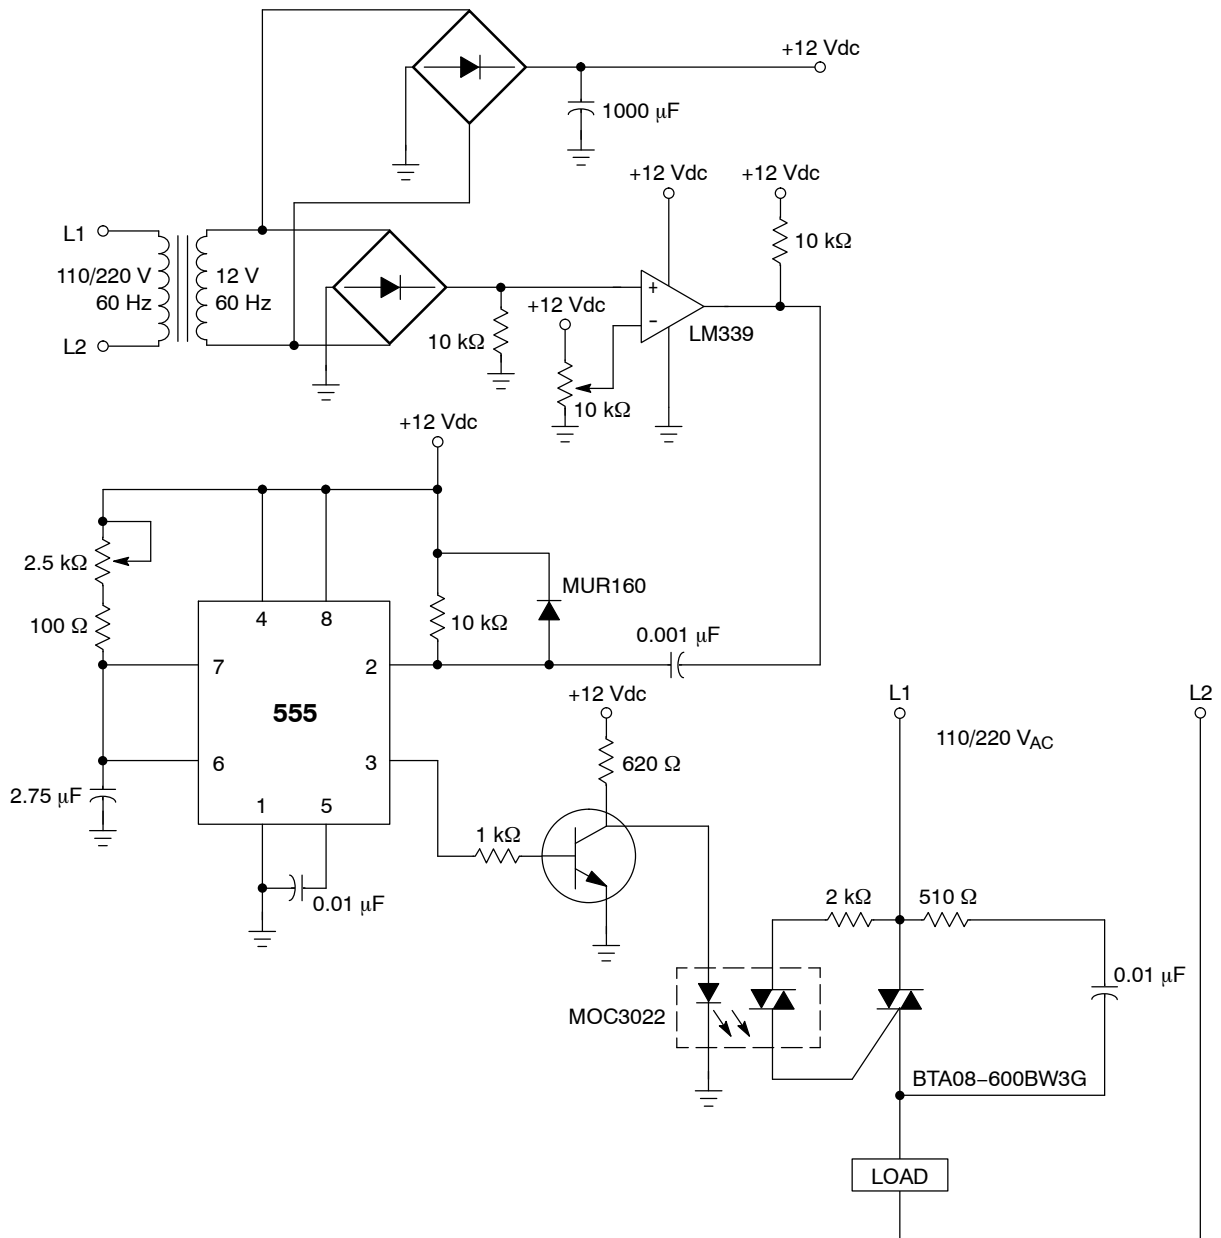 +12 Vdc
1000 μF
+12 Vdc
+12 Vdc
L1
10 kΩ
110/220 V
60 Hz
12 V
60 Hz
+
+12 Vdc
−
LM339
L2
10 kΩ
10 kΩ
+12 Vdc
2.5 kΩ
MUR160
100 Ω
4
8
10 kΩ
0.001 μF
7
2
+12 Vdc
L1
L2
555
110/220 VAC
6
3
620 Ω
2.75 μF
1
5
1 kΩ
0.01 μF
2 kΩ
510 Ω
0.01 μF
MOC3022
BTA08−600BW3G
LOAD